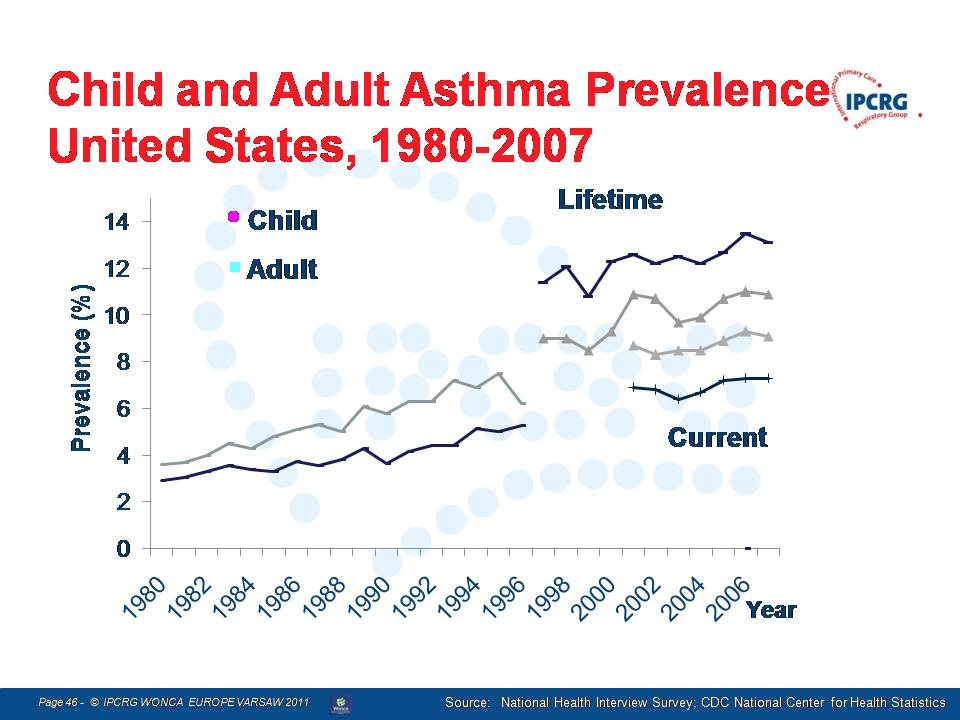 Child and Adult Asthma Prevalence
United States, 1980-2007
International Primary Care
IPCRG
Respiratory Group
Lifetime
Child
Adult
Prevalence (%)
14
12
10
8
6
4
2
0
Current
1980 1982 1984 1986 1988 1990 1992 1994 1996 1998 2000 2002 2004 2006
Year
Page 46 - © IPCRG WONCA EUROPE VARSAW 2011
Wonca
Source: National Health Interview Survey; CDC National Center for Health Statistics